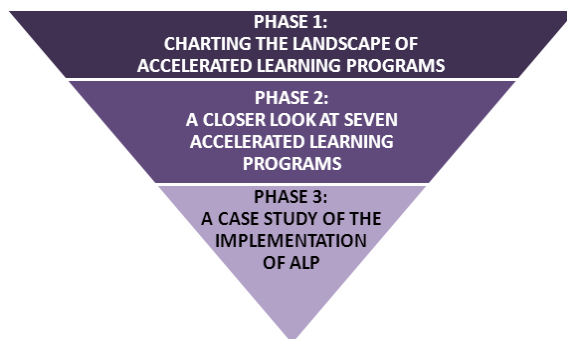 PHASE 1:
CHARTING THE LANDSCAPE OF
ACCELERATED LEARNING PROGRAMS
PHASE 2:
A CLOSER LOOK AT SEVEN
ACCELERATED LEARNING
PROGRAMS
PHASE 3:
A CASE STUDY OF THE
IMPLEMENTATION
OF ALP